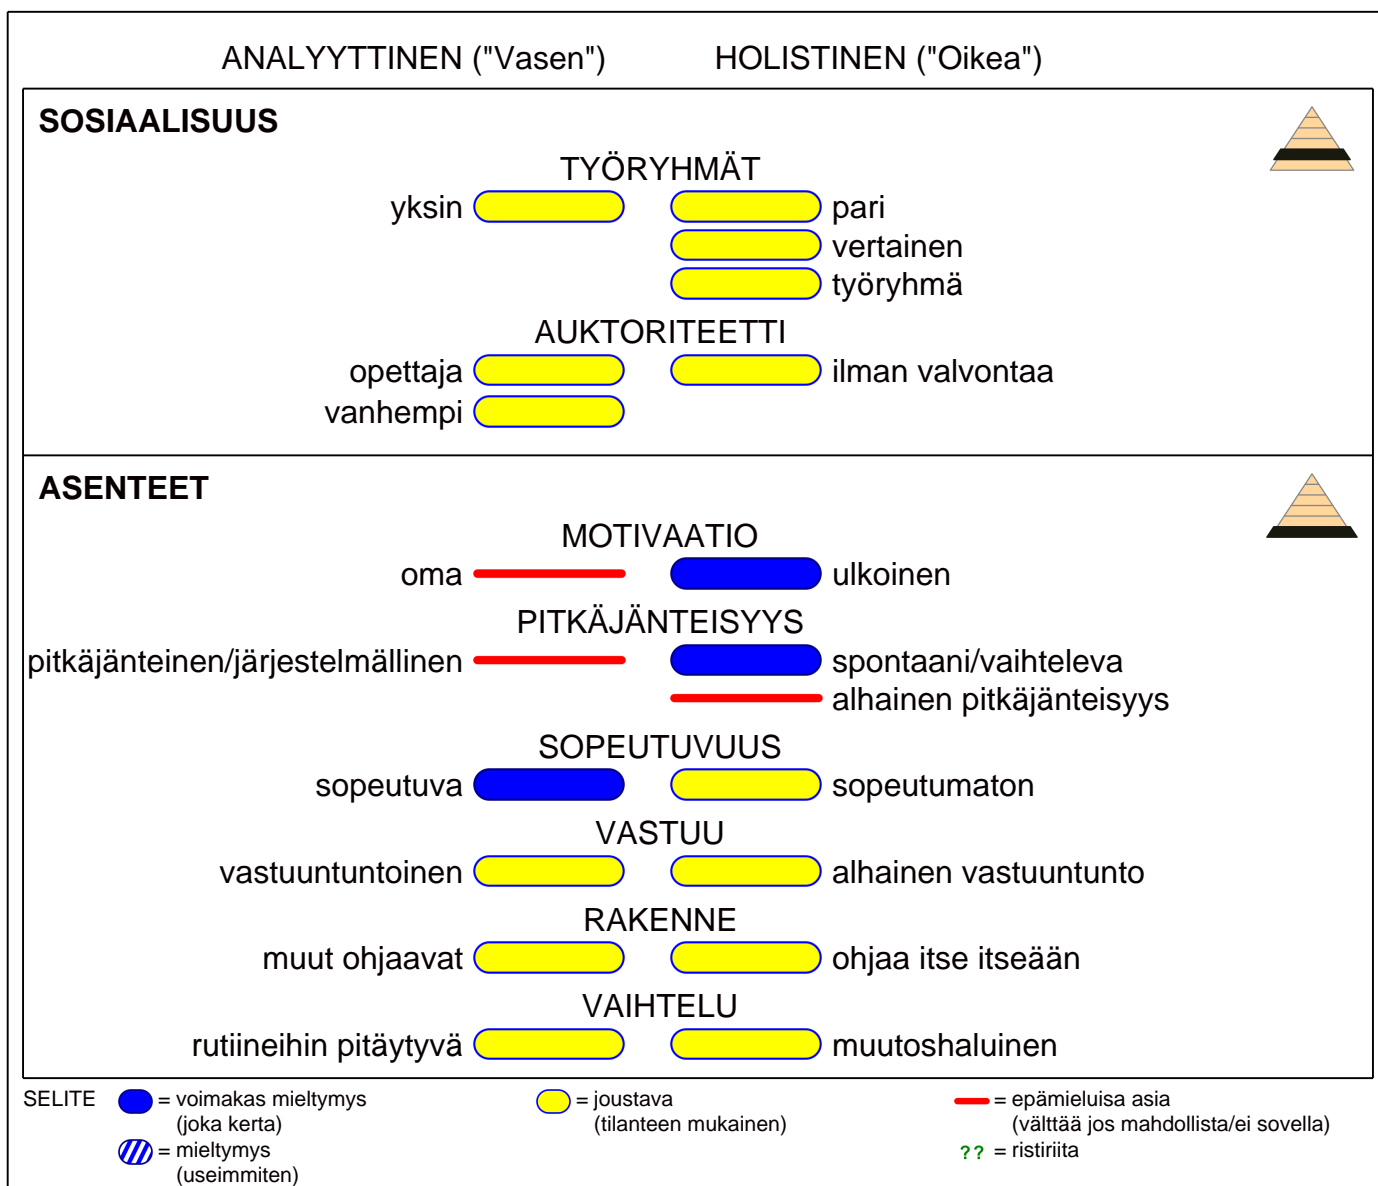 ANALYYTTINEN ("Vasen") HOLISTINEN ("Oikea")
SOSIAALISUUS
TYÖRYHMÄT
yksin pari
vertainen
työryhmä
AUKTORITEETTI
opettaja ilman valvontaa
vanhempi
ASENTEET
MOTIVAATIO
oma ulkoinen
PITKÄJÄNTEISYYS
pitkäjänteinen/järjestelmällinen spontaani/vaihteleva
alhainen pitkäjänteisyys
SOPEUTUVUUS
sopeutuva sopeutumaton
VASTUU
vastuuntuntoinen alhainen vastuuntunto
RAKENNE
muut ohjaavat ohjaa itse itseään
VAIHTELU
rutiineihin pitäytyvä muutoshaluinen
SELITE = voimakas mieltymys = joustava = epämieluisa asia
(joka kerta) (tilanteen mukainen) (välttää jos mahdollista/ei sovella)
= mieltymys ?? = ristiriita
(useimmiten)